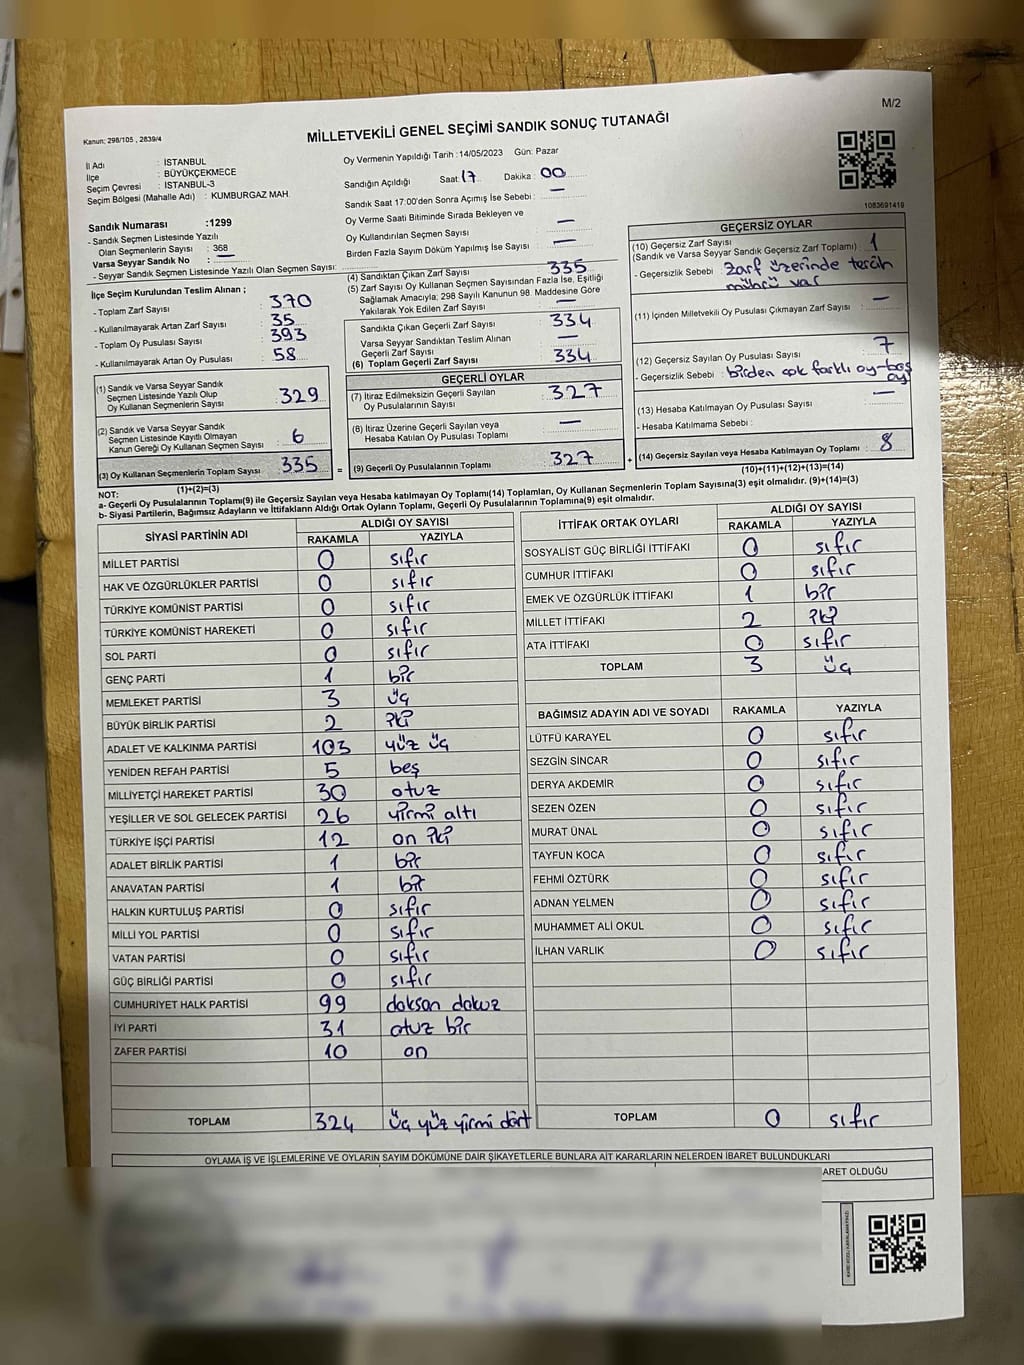 M/2
Kanun: 298/105 , 2839/4
MİLLETVEKİLİ GENEL SEÇİMİ SANDIK SONUÇ TUTANAĞI
İl Adı : İSTANBUL
İlçe : BÜYÜKÇEKMECE
Seçim Çevresi : İSTANBUL-3
Seçim Bölgesi (Mahalle Adı) : KUMBURGAZ MAH.
Oy Vermenin Yapıldığı Tarih : 14/05/2023 Gün: Pazar
Sandığın Açıldığı Saat: 17 Dakika : 00
Sandık Saat 17:00'den Sonra Açımış İse Sebebi : —
Oy Verme Saati Bitiminde Sırada Bekleyen ve
Oy Kullandırılan Seçmen Sayısı : —
Birden Fazla Sayım Döküm Yapılmış İse Sayısı : —
1083691419
Sandık Numarası :1299
- Sandık Seçmen Listesinde Yazılı
Olan Seçmenlerin Sayısı : 368
Varsa Seyyar Sandık No : —
- Seyyar Sandık Seçmen Listesinde Yazılı Olan Seçmen Sayısı:
İlçe Seçim Kurulundan Teslim Alınan ;
- Toplam Zarf Sayısı : 370
- Kullanılmayarak Artan Zarf Sayısı : 35
- Toplam Oy Pusulası Sayısı : 393
- Kullanılmayarak Artan Oy Pusulası : 58
(1) Sandık ve Varsa Seyyar Sandık
Seçmen Listesinde Yazılı Olup
Oy Kullanan Seçmenlerin Sayısı 329
(2) Sandık ve Varsa Seyyar Sandık
Seçmen Listesinde Kayıtlı Olmayan
Kanun Gereği Oy Kullanan Seçmen Sayısı 6
(3) Oy Kullanan Seçmenlerin Toplam Sayısı 335
(1)+(2)=(3)
(4) Sandıktan Çıkan Zarf Sayısı : 335
(5) Zarf Sayısı Oy Kullanan Seçmen Sayısından Fazla İse, Eşitliği
Sağlamak Amacıyla; 298 Sayılı Kanunun 98. Maddesine Göre
Yakılarak Yok Edilen Zarf Sayısı : —
Sandıkta Çıkan Geçerli Zarf Sayısı : 334
Varsa Seyyar Sandıktan Teslim Alınan
Geçerli Zarf Sayısı : —
(6) Toplam Geçerli Zarf Sayısı : 334
GEÇERLİ OYLAR
(7) İtiraz Edilmeksizin Geçerli Sayılan
Oy Pusulalarının Sayısı : 327
(8) İtiraz Üzerine Geçerli Sayılan veya
Hesaba Katılan Oy Pusulası Toplamı : —
= (9) Geçerli Oy Pusulalarının Toplamı : 327 +
GEÇERSİZ OYLAR
(10) Geçersiz Zarf Sayısı
(Sandık ve Varsa Seyyar Sandık Geçersiz Zarf Toplamı) : 1
- Geçersizlik Sebebi : Zarf üzerinde tercih
mührü var
(11) İçinden Milletvekili Oy Pusulası Çıkmayan Zarf Sayısı : —
(12) Geçersiz Sayılan Oy Pusulası Sayısı : 7
- Geçersizlik Sebebi : birden çok farklı oy-boş
oy
(13) Hesaba Katılmayan Oy Pusulası Sayısı : —
- Hesaba Katılmama Sebebi :
(14) Geçersiz Sayılan veya Hesaba Katılmayan Oy Toplamı : 8
(10)+(11)+(12)+(13)=(14)
NOT:
a- Geçerli Oy Pusulalarının Toplamı(9) ile Geçersiz Sayılan veya Hesaba katılmayan Oy Toplamı(14) Toplamları, Oy Kullanan Seçmenlerin Toplam Sayısına(3) eşit olmalıdır. (9)+(14)=(3)
b- Siyasi Partilerin, Bağımsız Adayların ve İttifakların Aldığı Ortak Oyların Toplamı, Geçerli Oy Pusulalarının Toplamına(9) eşit olmalıdır.
SİYASİ PARTİNİN ADI ALDIĞI OY SAYISI
RAKAMLA YAZIYLA
MİLLET PARTİSİ 0 sıfır
HAK VE ÖZGÜRLÜKLER PARTİSİ 0 sıfır
TÜRKİYE KOMÜNİST PARTİSİ 0 sıfır
TÜRKİYE KOMÜNİST HAREKETİ 0 sıfır
SOL PARTİ 0 sıfır
GENÇ PARTİ 1 bir
MEMLEKET PARTİSİ 3 üç
BÜYÜK BİRLİK PARTİSİ 2 iki
ADALET VE KALKINMA PARTİSİ 103 yüz üç
YENİDEN REFAH PARTİSİ 5 beş
MİLLİYETÇİ HAREKET PARTİSİ 30 otuz
YEŞİLLER VE SOL GELECEK PARTİSİ 26 yirmi altı
TÜRKİYE İŞÇİ PARTİSİ 12 on iki
ADALET BİRLİK PARTİSİ 1 bir
ANAVATAN PARTİSİ 1 bir
HALKIN KURTULUŞ PARTİSİ 0 sıfır
MİLLİ YOL PARTİSİ 0 sıfır
VATAN PARTİSİ 0 sıfır
GÜÇ BİRLİĞİ PARTİSİ 0 sıfır
CUMHURİYET HALK PARTİSİ 99 doksan dokuz
İYİ PARTİ 31 otuz bir
ZAFER PARTİSİ 10 on
TOPLAM 324 üç yüz yirmi dört
İTTİFAK ORTAK OYLARI ALDIĞI OY SAYISI
RAKAMLA YAZIYLA
SOSYALİST GÜÇ BİRLİĞİ İTTİFAKI 0 sıfır
CUMHUR İTTİFAKI 0 sıfır
EMEK VE ÖZGÜRLÜK İTTİFAKI 1 bir
MİLLET İTTİFAKI 2 iki
ATA İTTİFAKI 0 sıfır
TOPLAM 3 üç
BAĞIMSIZ ADAYIN ADI VE SOYADI RAKAMLA YAZIYLA
LÜTFÜ KARAYEL 0 sıfır
SEZGİN SİNCAR 0 sıfır
DERYA AKDEMİR 0 sıfır
SEZEN ÖZEN 0 sıfır
MURAT ÜNAL 0 sıfır
TAYFUN KOCA 0 sıfır
FEHMİ ÖZTÜRK 0 sıfır
ADNAN YELMEN 0 sıfır
MUHAMMET ALİ OKUL 0 sıfır
İLHAN VARLIK 0 sıfır
TOPLAM 0 sıfır
OYLAMA İŞ VE İŞLEMLERİNE VE OYLARIN SAYIM DÖKÜMÜNE DAİR ŞİKAYETLERLE BUNLARA AİT KARARLARIN NELERDEN İBARET BULUNDUKLARI
ARET OLDUĞU